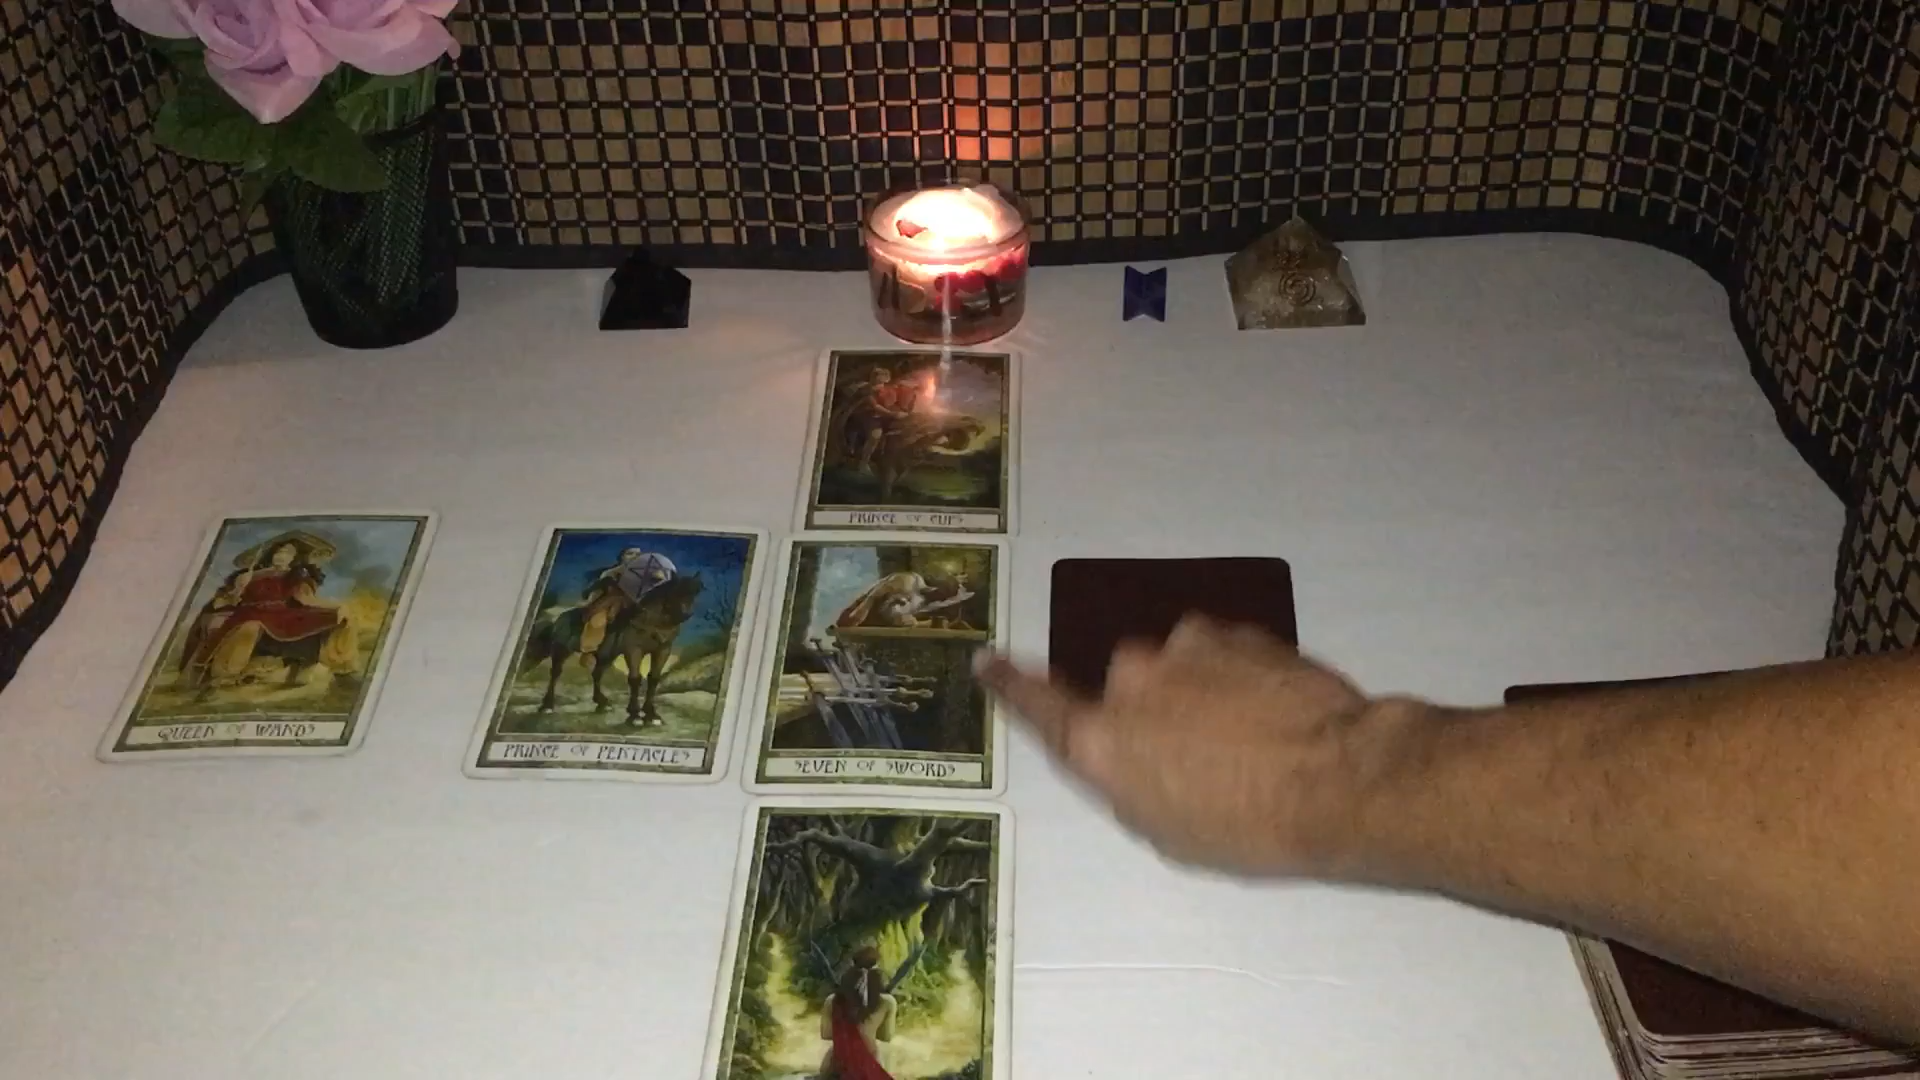 PRINCE OF CUPS
QUEEN OF WANDS
PRINCE OF PENTACLES
SEVEN OF SWORDS